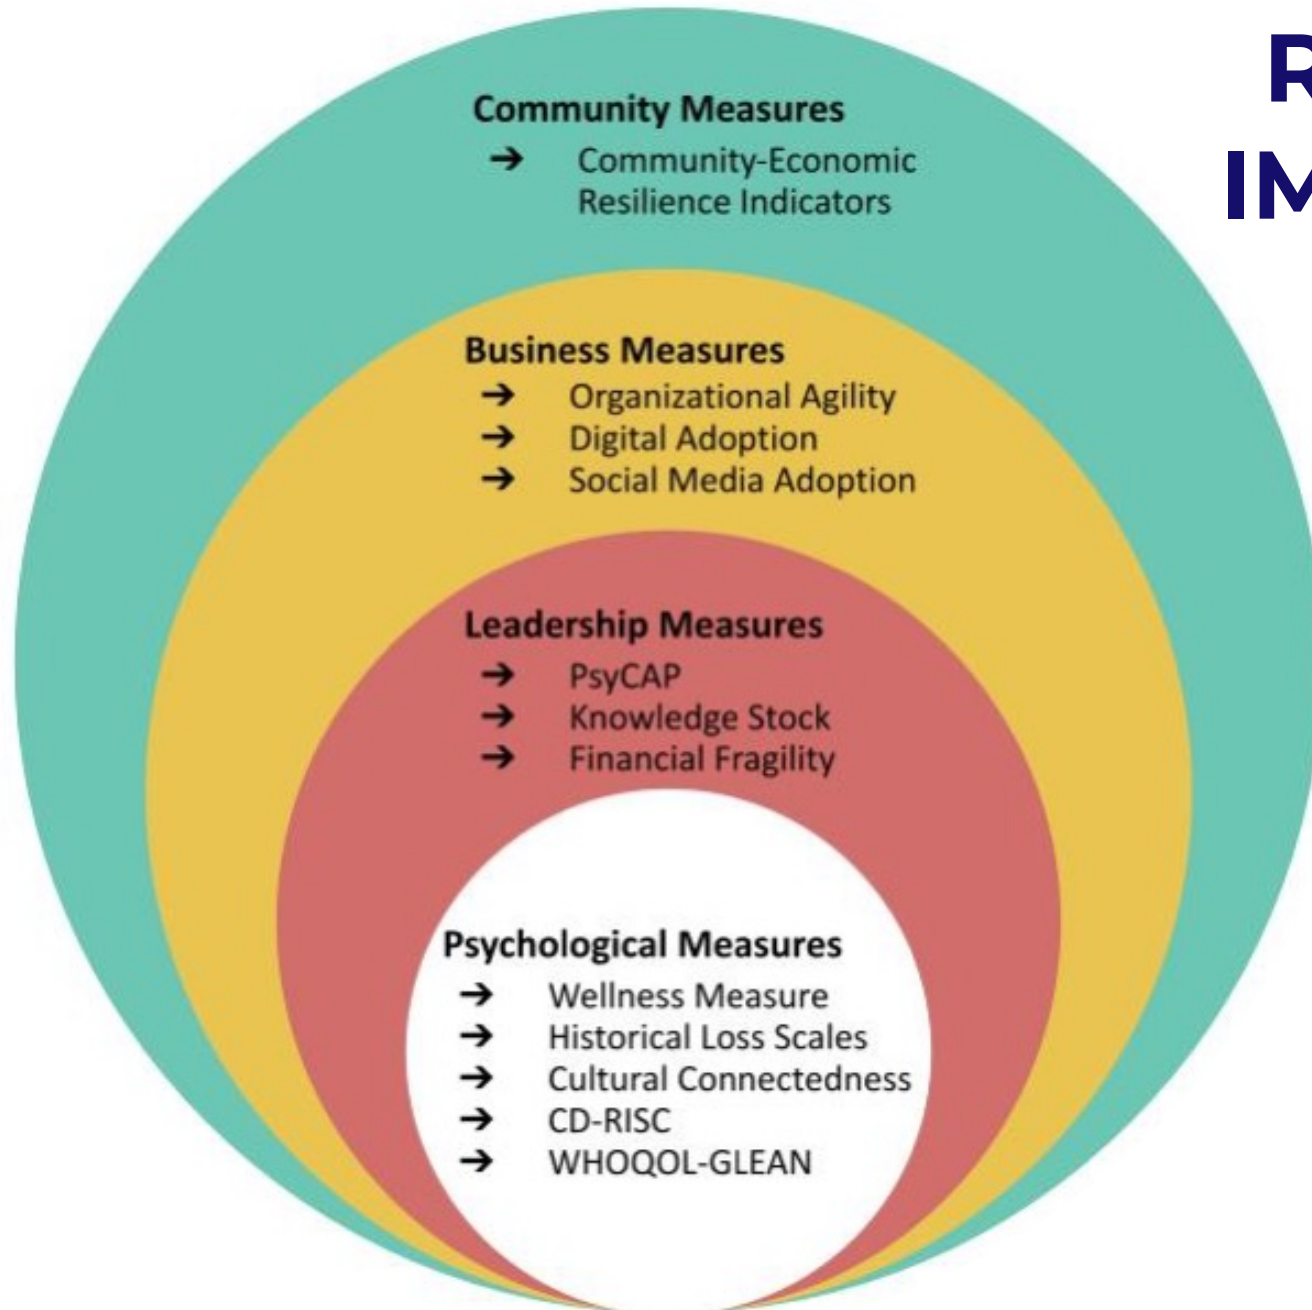 R
IM
Community Measures
➔ Community-Economic
Resilience Indicators
Business Measures
➔ Organizational Agility
➔ Digital Adoption
➔ Social Media Adoption
Leadership Measures
➔ PsyCAP
➔ Knowledge Stock
➔ Financial Fragility
Psychological Measures
➔ Wellness Measure
➔ Historical Loss Scales
➔ Cultural Connectedness
➔ CD-RISC
➔ WHOQOL-GLEAN